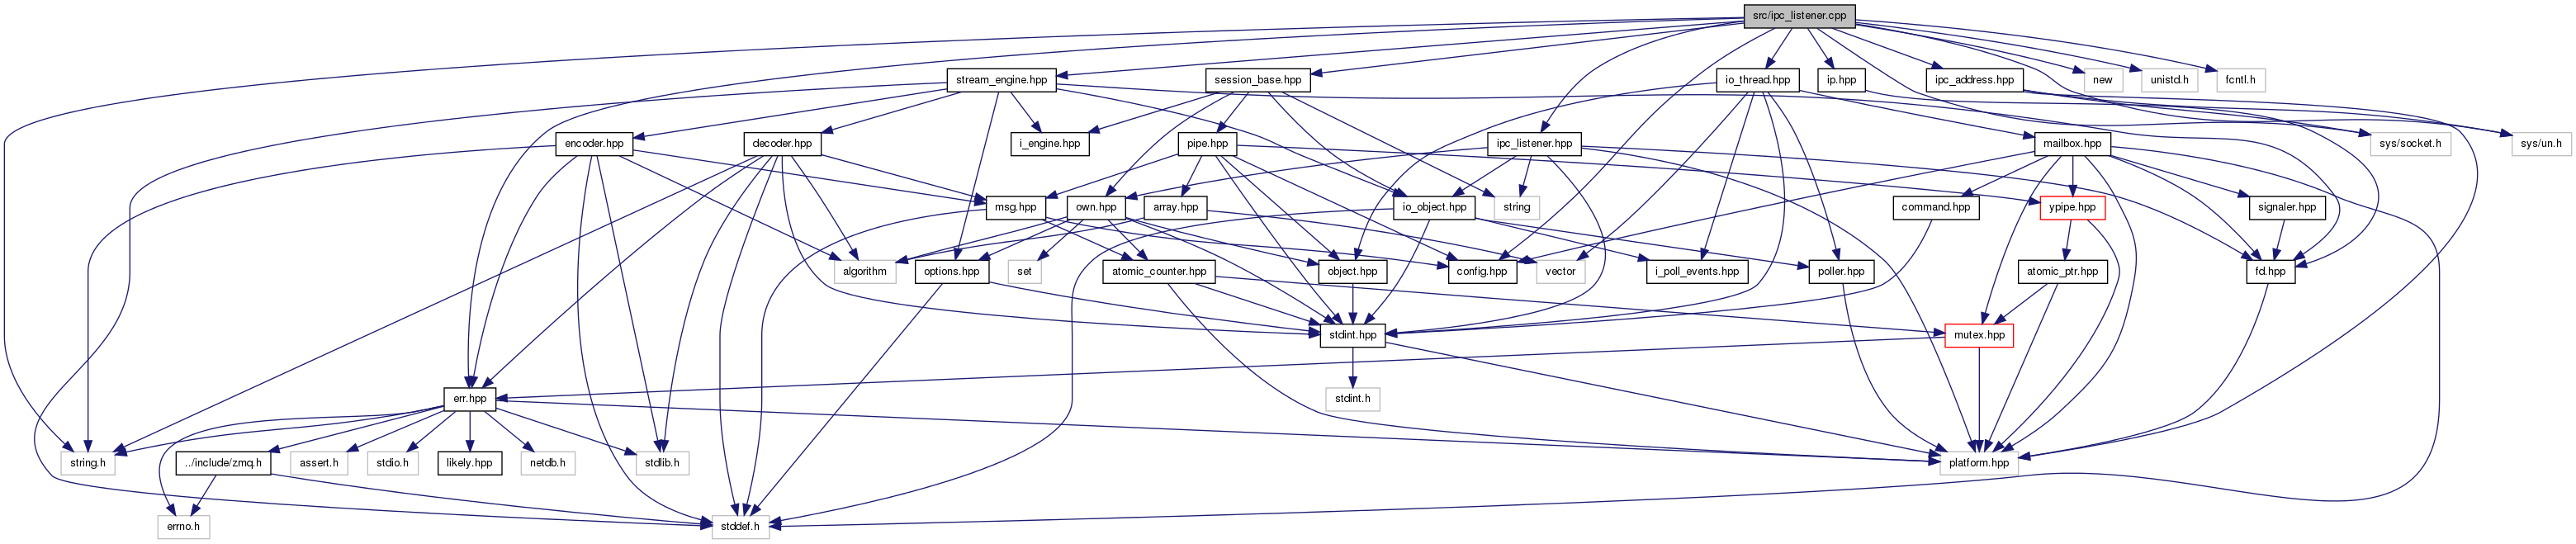 src/ipc_listener.cpp
stream_engine.hpp
session_base.hpp
io_thread.hpp
ip.hpp
ipc_address.hpp
new
unistd.h
fcntl.h
encoder.hpp
decoder.hpp
i_engine.hpp
pipe.hpp
ipc_listener.hpp
mailbox.hpp
sys/socket.h
sys/un.h
msg.hpp
own.hpp
array.hpp
io_object.hpp
string
command.hpp
ypipe.hpp
signaler.hpp
algorithm
options.hpp
set
atomic_counter.hpp
object.hpp
config.hpp
vector
i_poll_events.hpp
poller.hpp
atomic_ptr.hpp
fd.hpp
stdint.hpp
mutex.hpp
err.hpp
stdint.h
string.h
../include/zmq.h
assert.h
stdio.h
likely.hpp
netdb.h
stdlib.h
platform.hpp
errno.h
stddef.h